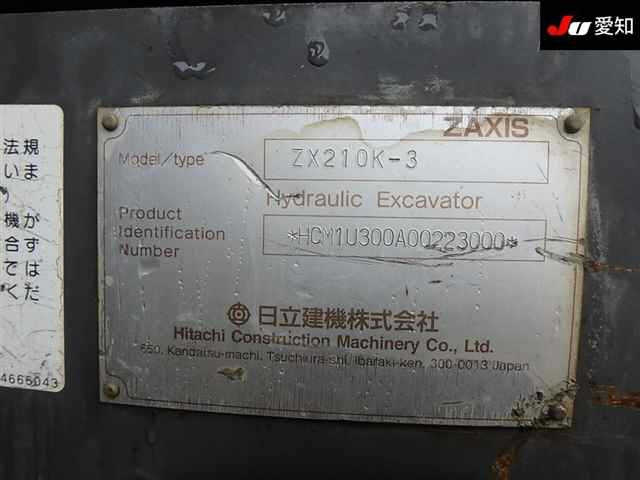 JU 愛知
ZAXIS
Model/type ZX210K-3
Hydraulic Excavator
Product
Identification
Number
*HCM1U300A00223000*
日立建機株式会社
Hitachi Construction Machinery Co., Ltd.
650, Kandatsu-machi, Tsuchiura-shi, Ibaraki-ken, 300-0013 Japan
法規
いま
機が
合ず
ては
くだ
4665043